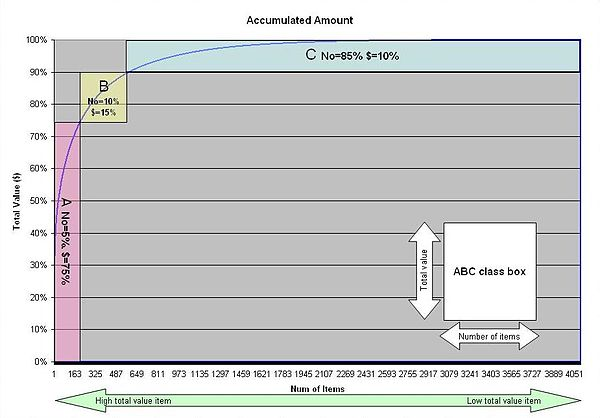 Accumulated Amount
100%
90%
80%
70%
60%
50%
40%
30%
20%
10%
0%
Total Value ($)
C No=85% $=10%
B
No=10%
$=15%
A No=5% $=75%
ABC class box
Total value
Number of items
1 163 325 487 649 811 973 1135 1297 1459 1621 1783 1945 2107 2269 2431 2593 2755 2917 3079 3241 3403 3565 3727 3889 4051
Num of Items
High total value item
Low total value item